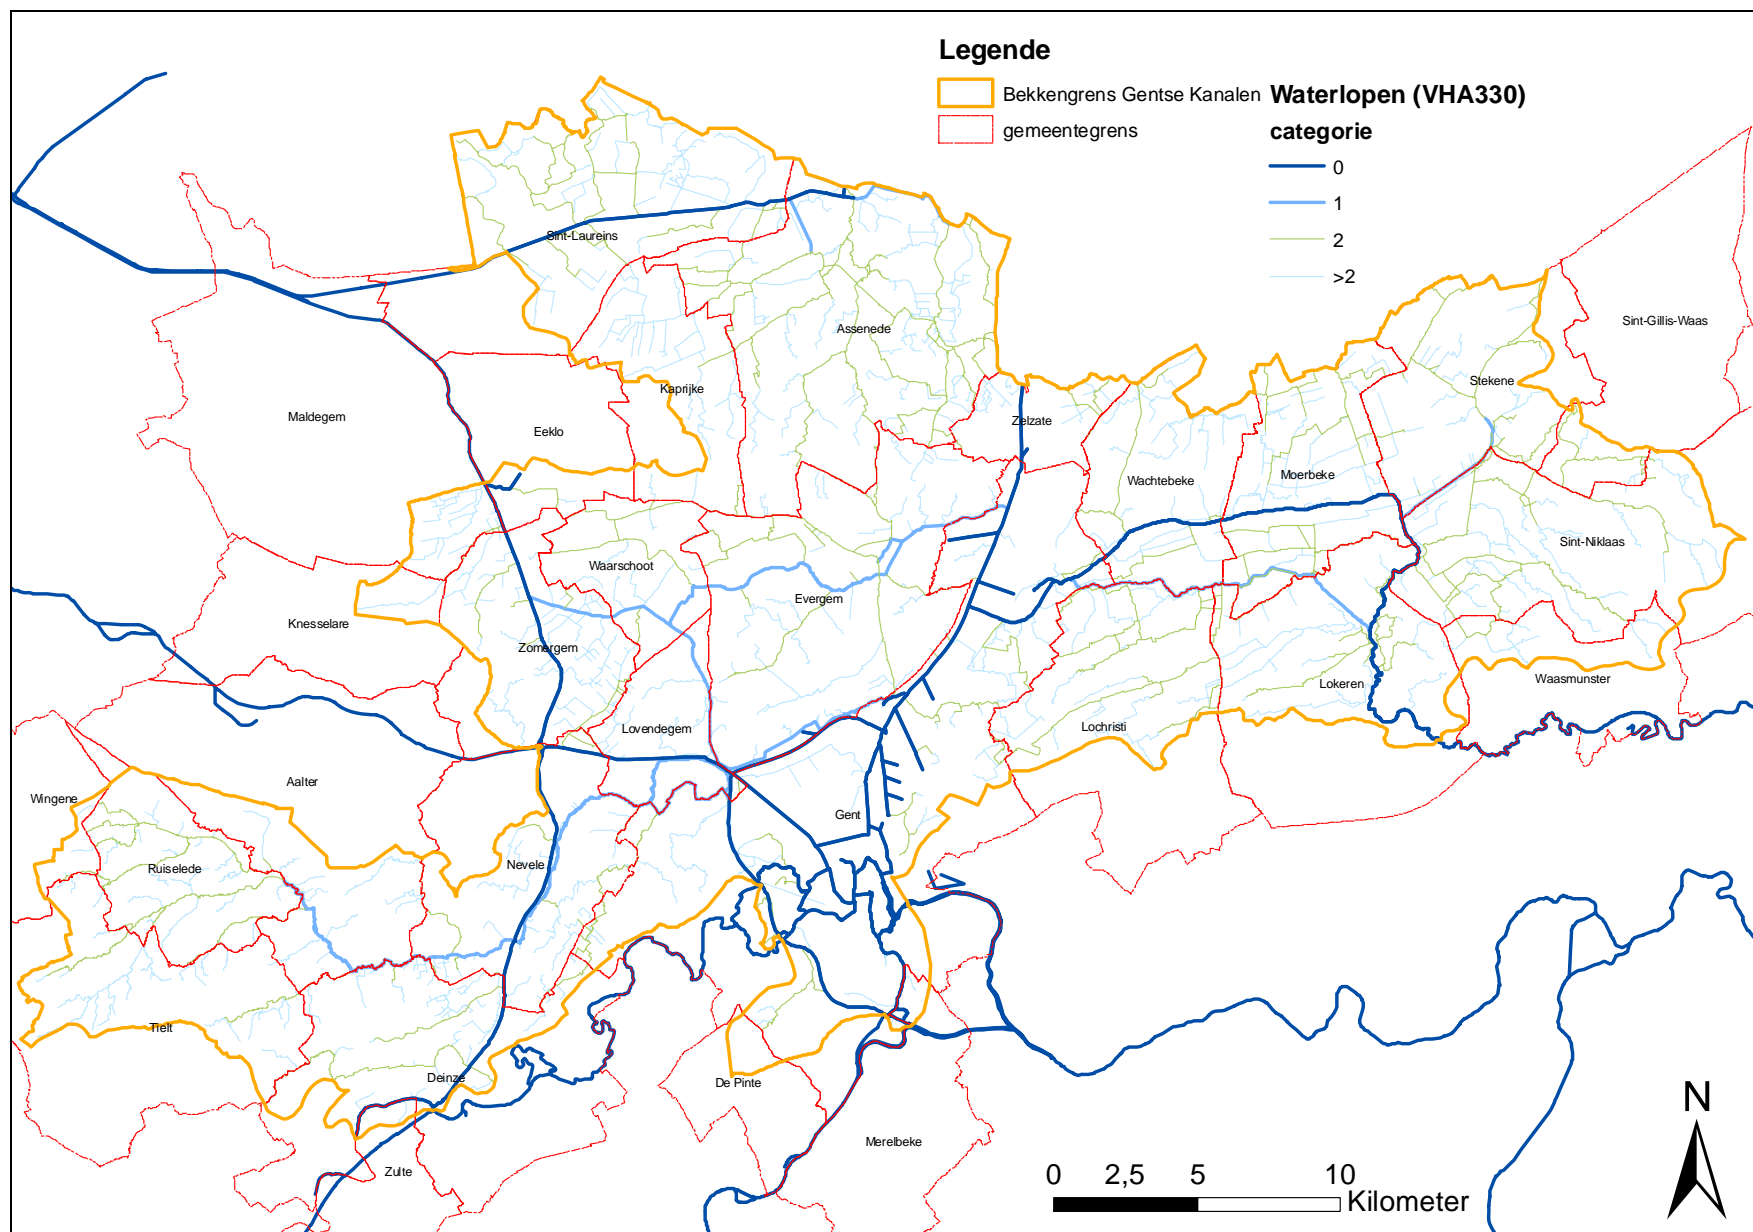 Legende
Bekkengrens Gentse Kanalen
gemeentegrens
Waterlopen (VHA330)
categorie
0
1
2
>2
Sint-Laureins
Assenede
Sint-Gillis-Waas
Kaprijke
Stekene
Maldegem
Eeklo
Zelzate
Wachtebeke
Moerbeke
Waarschoot
Sint-Niklaas
Evergem
Knesselare
Zomergem
Lokeren
Waasmunster
Lovendegem
Lochristi
Aalter
Wingene
Gent
Ruiselede
Nevele
Tielt
Deinze
De Pinte
Merelbeke
Zulte
N
0 2,5 5 10
Kilometer